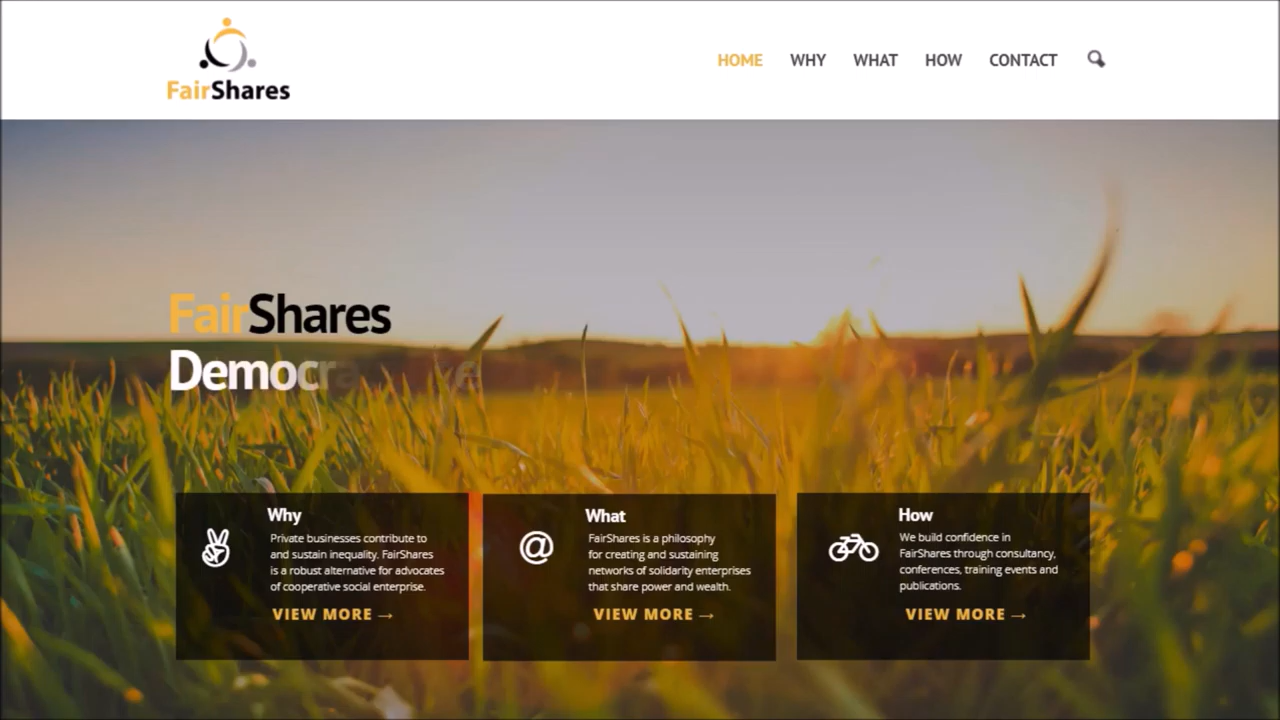 FairShares
HOME WHY WHAT HOW CONTACT
FairShares
Democ
Why
Private businesses contribute to
and sustain inequality. FairShares
is a robust alternative for advocates
of cooperative social enterprise.
VIEW MORE →
What
@
FairShares is a philosophy
for creating and sustaining
networks of solidarity enterprises
that share power and wealth.
VIEW MORE →
How
We build confidence in
FairShares through consultancy,
conferences, training events and
publications.
VIEW MORE →